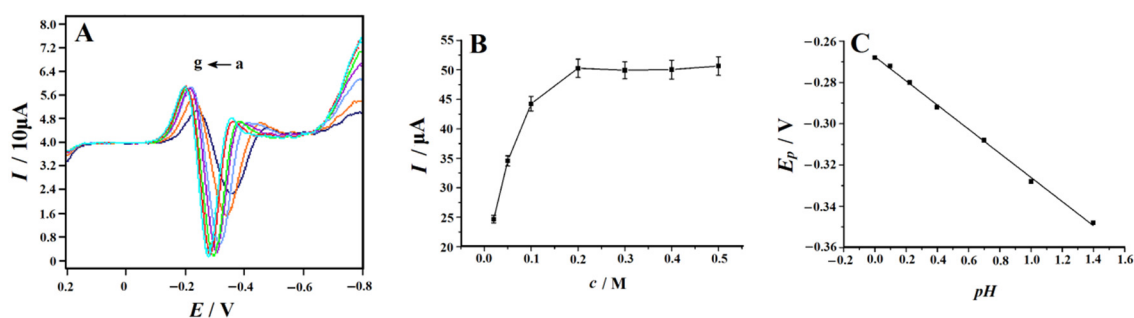 A
g ← a
I / 10μA
8.0
7.2
6.4
5.6
4.8
4.0
3.2
2.4
1.6
0.8
0
0.2 0 −0.2 −0.4 −0.6 −0.8
E / V
B
I / μA
55
50
45
40
35
30
25
20
0.0 0.1 0.2 0.3 0.4 0.5
c / M
C
Ep / V
−0.26
−0.28
−0.30
−0.32
−0.34
−0.36
−0.2 0.0 0.2 0.4 0.6 0.8 1.0 1.2 1.4 1.6
pH